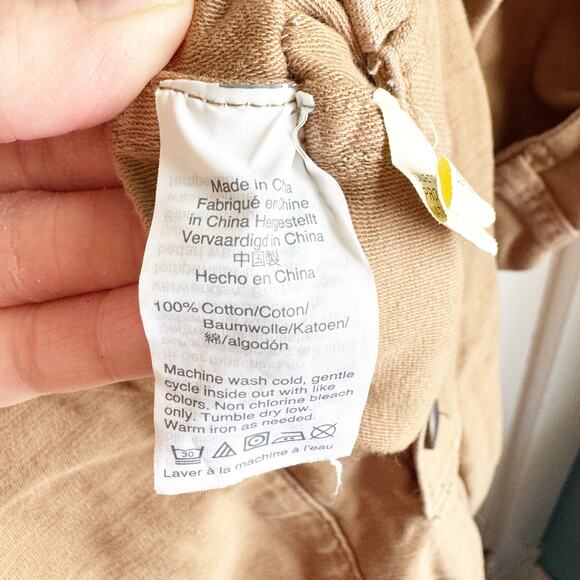 Made in C a
Fabriqué en hine
in China Hergestellt
Vervaardigd in China
中国製
Hecho en China
100% Cotton/Coton/
Baumwolle/Katoen/
綿/algodón
Machine wash cold, gentle
cycle inside out with like
colors. Non chlorine bleach
only. Tumble dry low.
Warm iron as needed.
30
Laver à la machine à l'eau
PRO